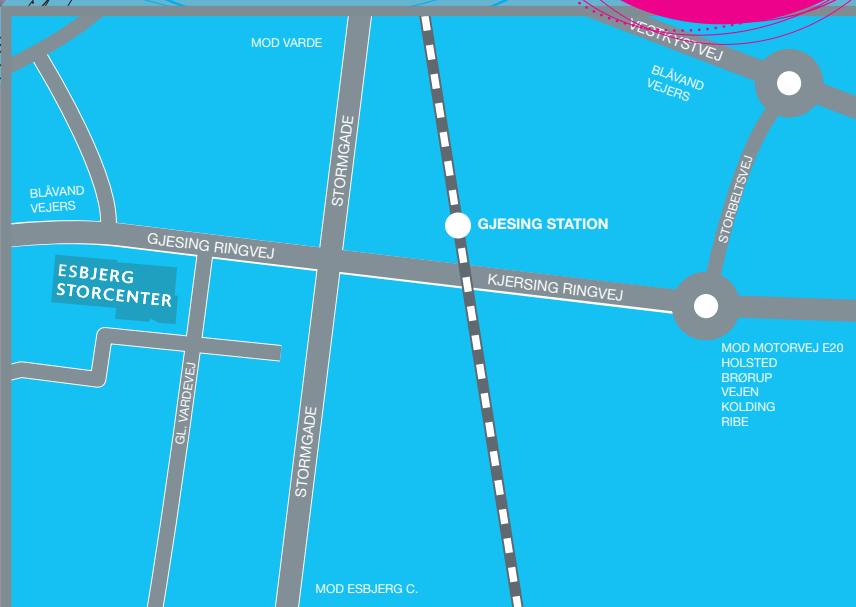 VESTKYSTVEJ
MOD VARDE
BLÅVAND
VEJERS
STORMGADE
STORBELTSVEJ
BLÅVAND
VEJERS
GJESING STATION
GJESING RINGVEJ
ESBJERG
STORCENTER
KJERSING RINGVEJ
MOD MOTORVEJ E20
HOLSTED
BRØRUP
VEJEN
KOLDING
RIBE
GL. VARDEVEJ
STORMGADE
MOD ESBJERG C.